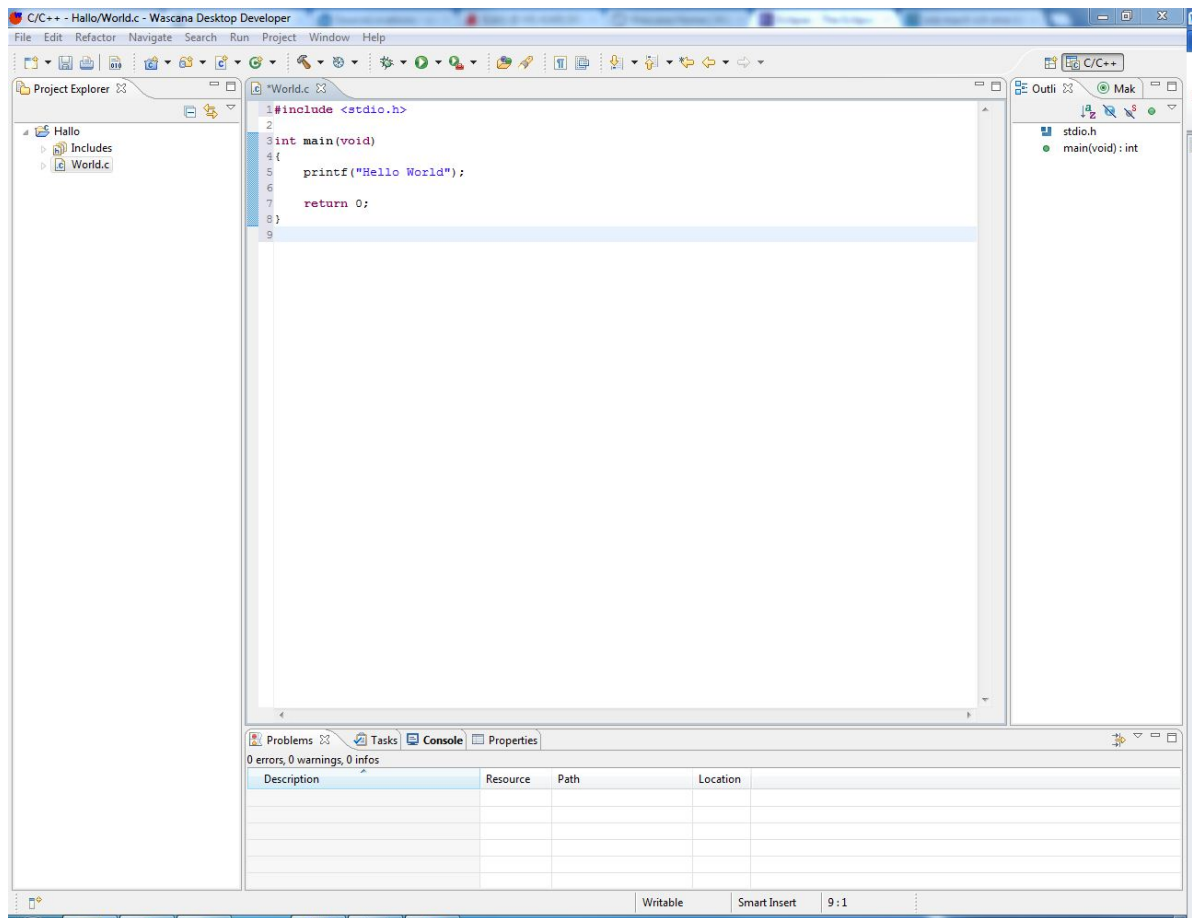 C/C++ - Hallo/World.c - Wascana Desktop Developer
File Edit Refactor Navigate Search Run Project Window Help
C/C++
Project Explorer
*World.c
Outli
Mak
Hallo
Includes
World.c
1 #include <stdio.h>
2
3 int main(void)
4 {
5 printf("Hello World");
6
7 return 0;
8 }
9
stdio.h
main(void) : int
Problems Tasks Console Properties
0 errors, 0 warnings, 0 infos
Description Resource Path Location
Writable Smart Insert 9 : 1